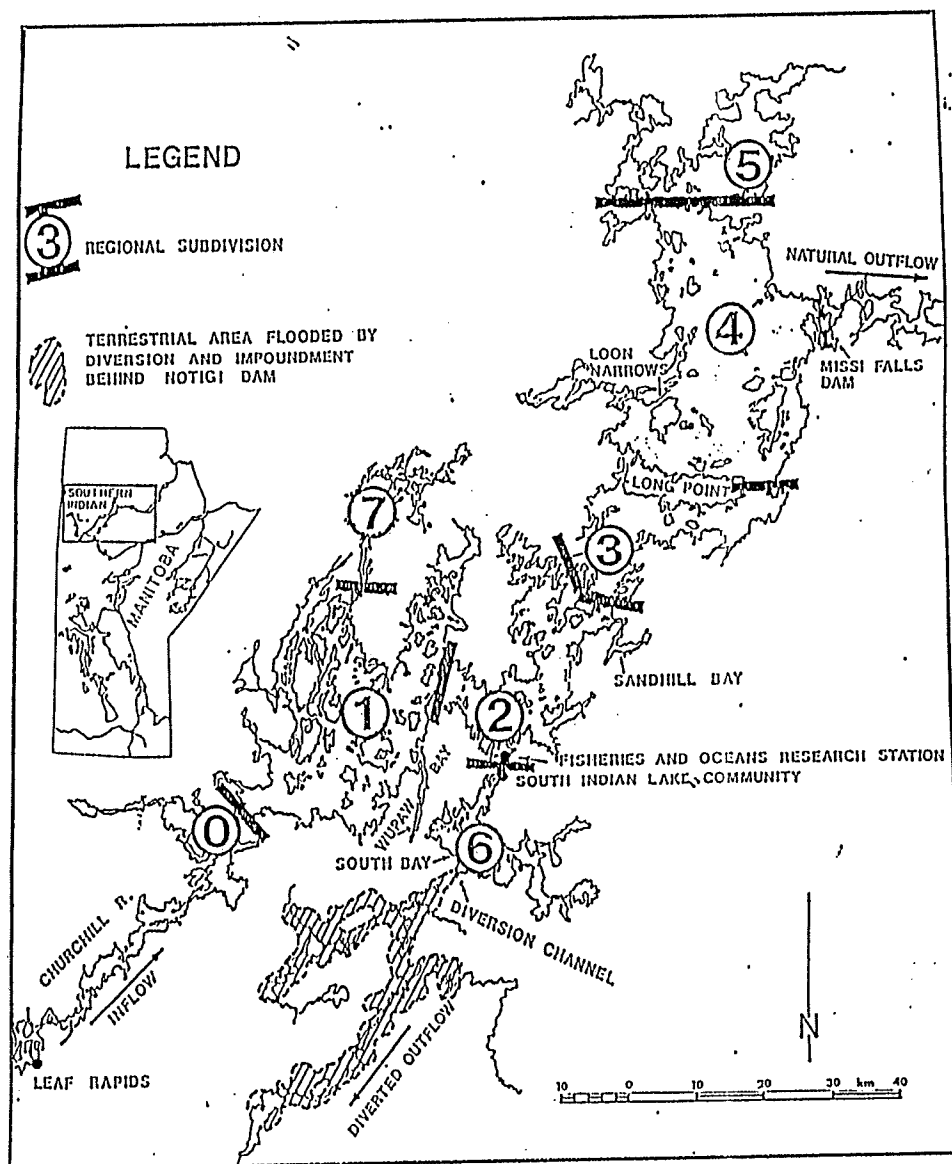 LEGEND
3
REGIONAL SUBDIVISION
TERRESTRIAL AREA FLOODED BY
DIVERSION AND IMPOUNDMENT
BEHIND NOTIGI DAM
SOUTHERN
INDIAN
MANITOBA
5
NATURAL OUTFLOW
4
LOON
NARROWS
MISSI FALLS
DAM
LONG POINT
7
3
SANDHILL BAY
1
2
FISHERIES AND OCEANS RESEARCH STATION
SOUTH INDIAN LAKE COMMUNITY
WUPAW BAY
0
6
SOUTH BAY
DIVERSION CHANNEL
CHURCHILL R.
INFLOW
LEAF RAPIDS
DIVERTED OUTFLOW
N
10 0 10 20 30 km 40